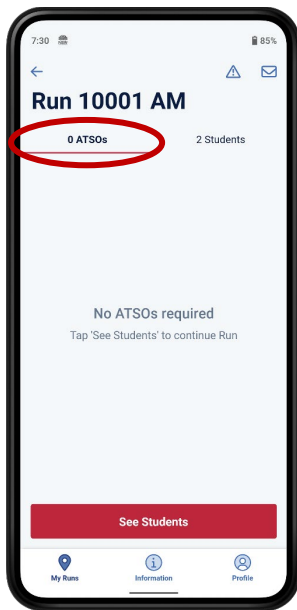 7:30
85%
Run 10001 AM
0 ATSOs
2 Students
No ATSOs required
Tap 'See Students' to continue Run
See Students
My Runs
Information
Profile